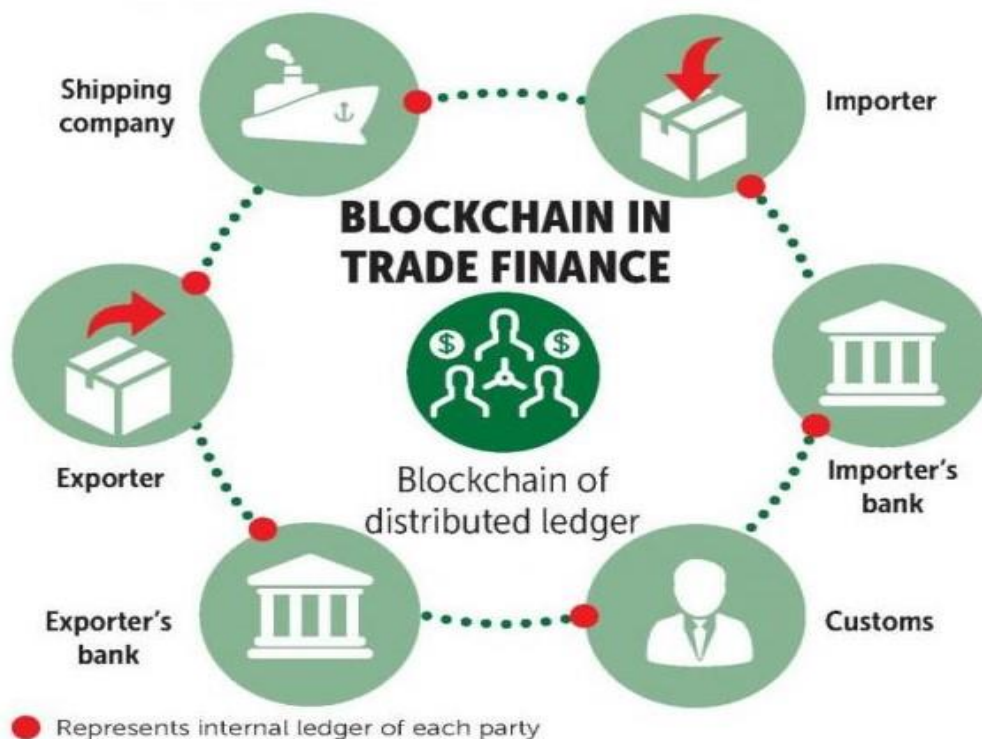 Shipping
company
Importer
BLOCKCHAIN IN
TRADE FINANCE
$ $
Exporter
Blockchain of
distributed ledger
Importer's
bank
Exporter's
bank
Customs
Represents internal ledger of each party